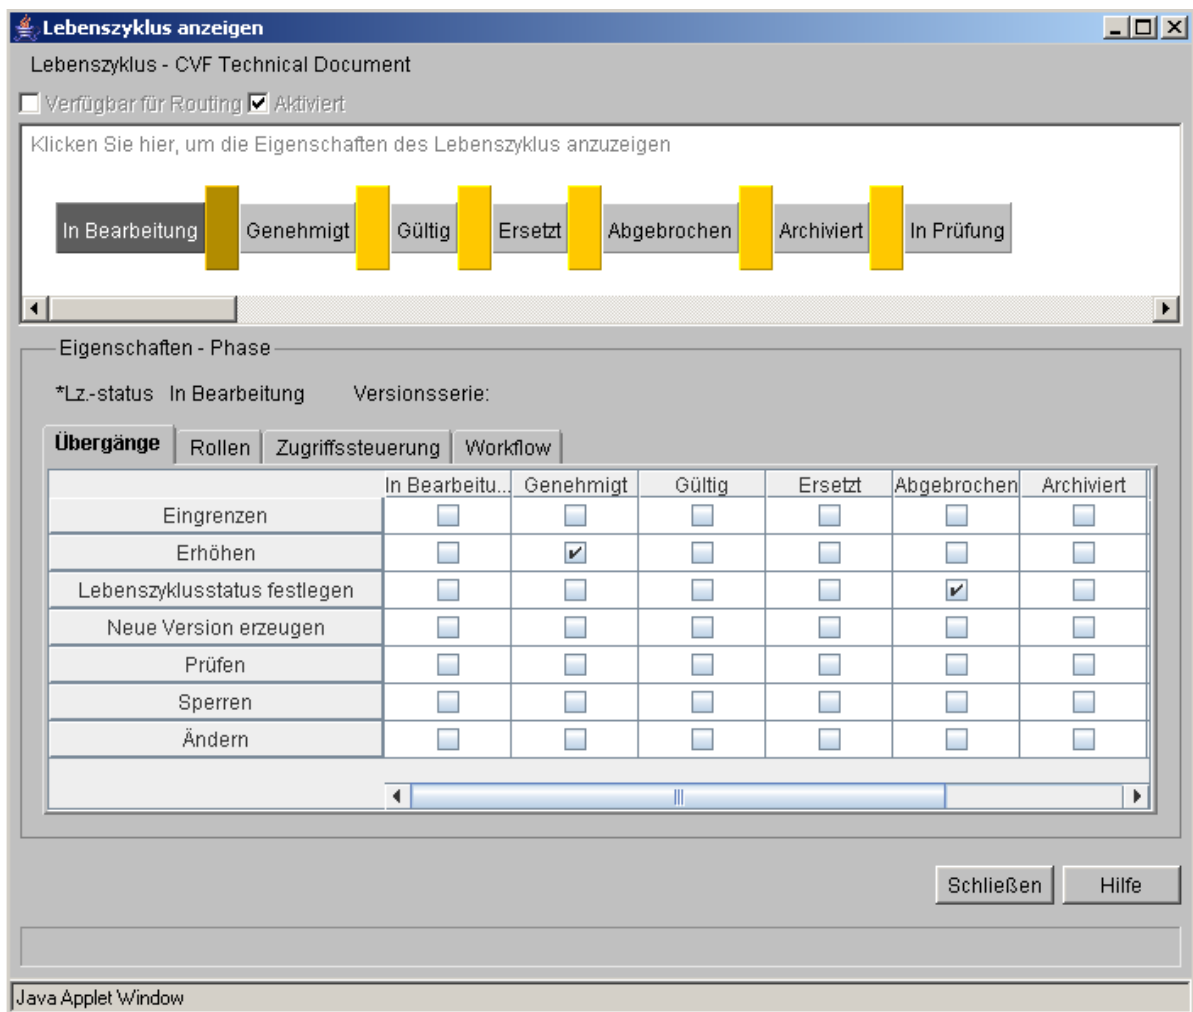 Lebenszyklus anzeigen
Lebenszyklus - CVF Technical Document
Verfügbar für Routing Aktiviert
Klicken Sie hier, um die Eigenschaften des Lebenszyklus anzuzeigen
In Bearbeitung Genehmigt Gültig Ersetzt Abgebrochen Archiviert In Prüfung
Eigenschaften - Phase
*Lz.-status In Bearbeitung Versionsserie:
Übergänge Rollen Zugriffssteuerung Workflow
In Bearbeitu... Genehmigt Gültig Ersetzt Abgebrochen Archiviert
Eingrenzen
Erhöhen
Lebenszyklusstatus festlegen
Neue Version erzeugen
Prüfen
Sperren
Ändern
Schließen Hilfe
Java Applet Window